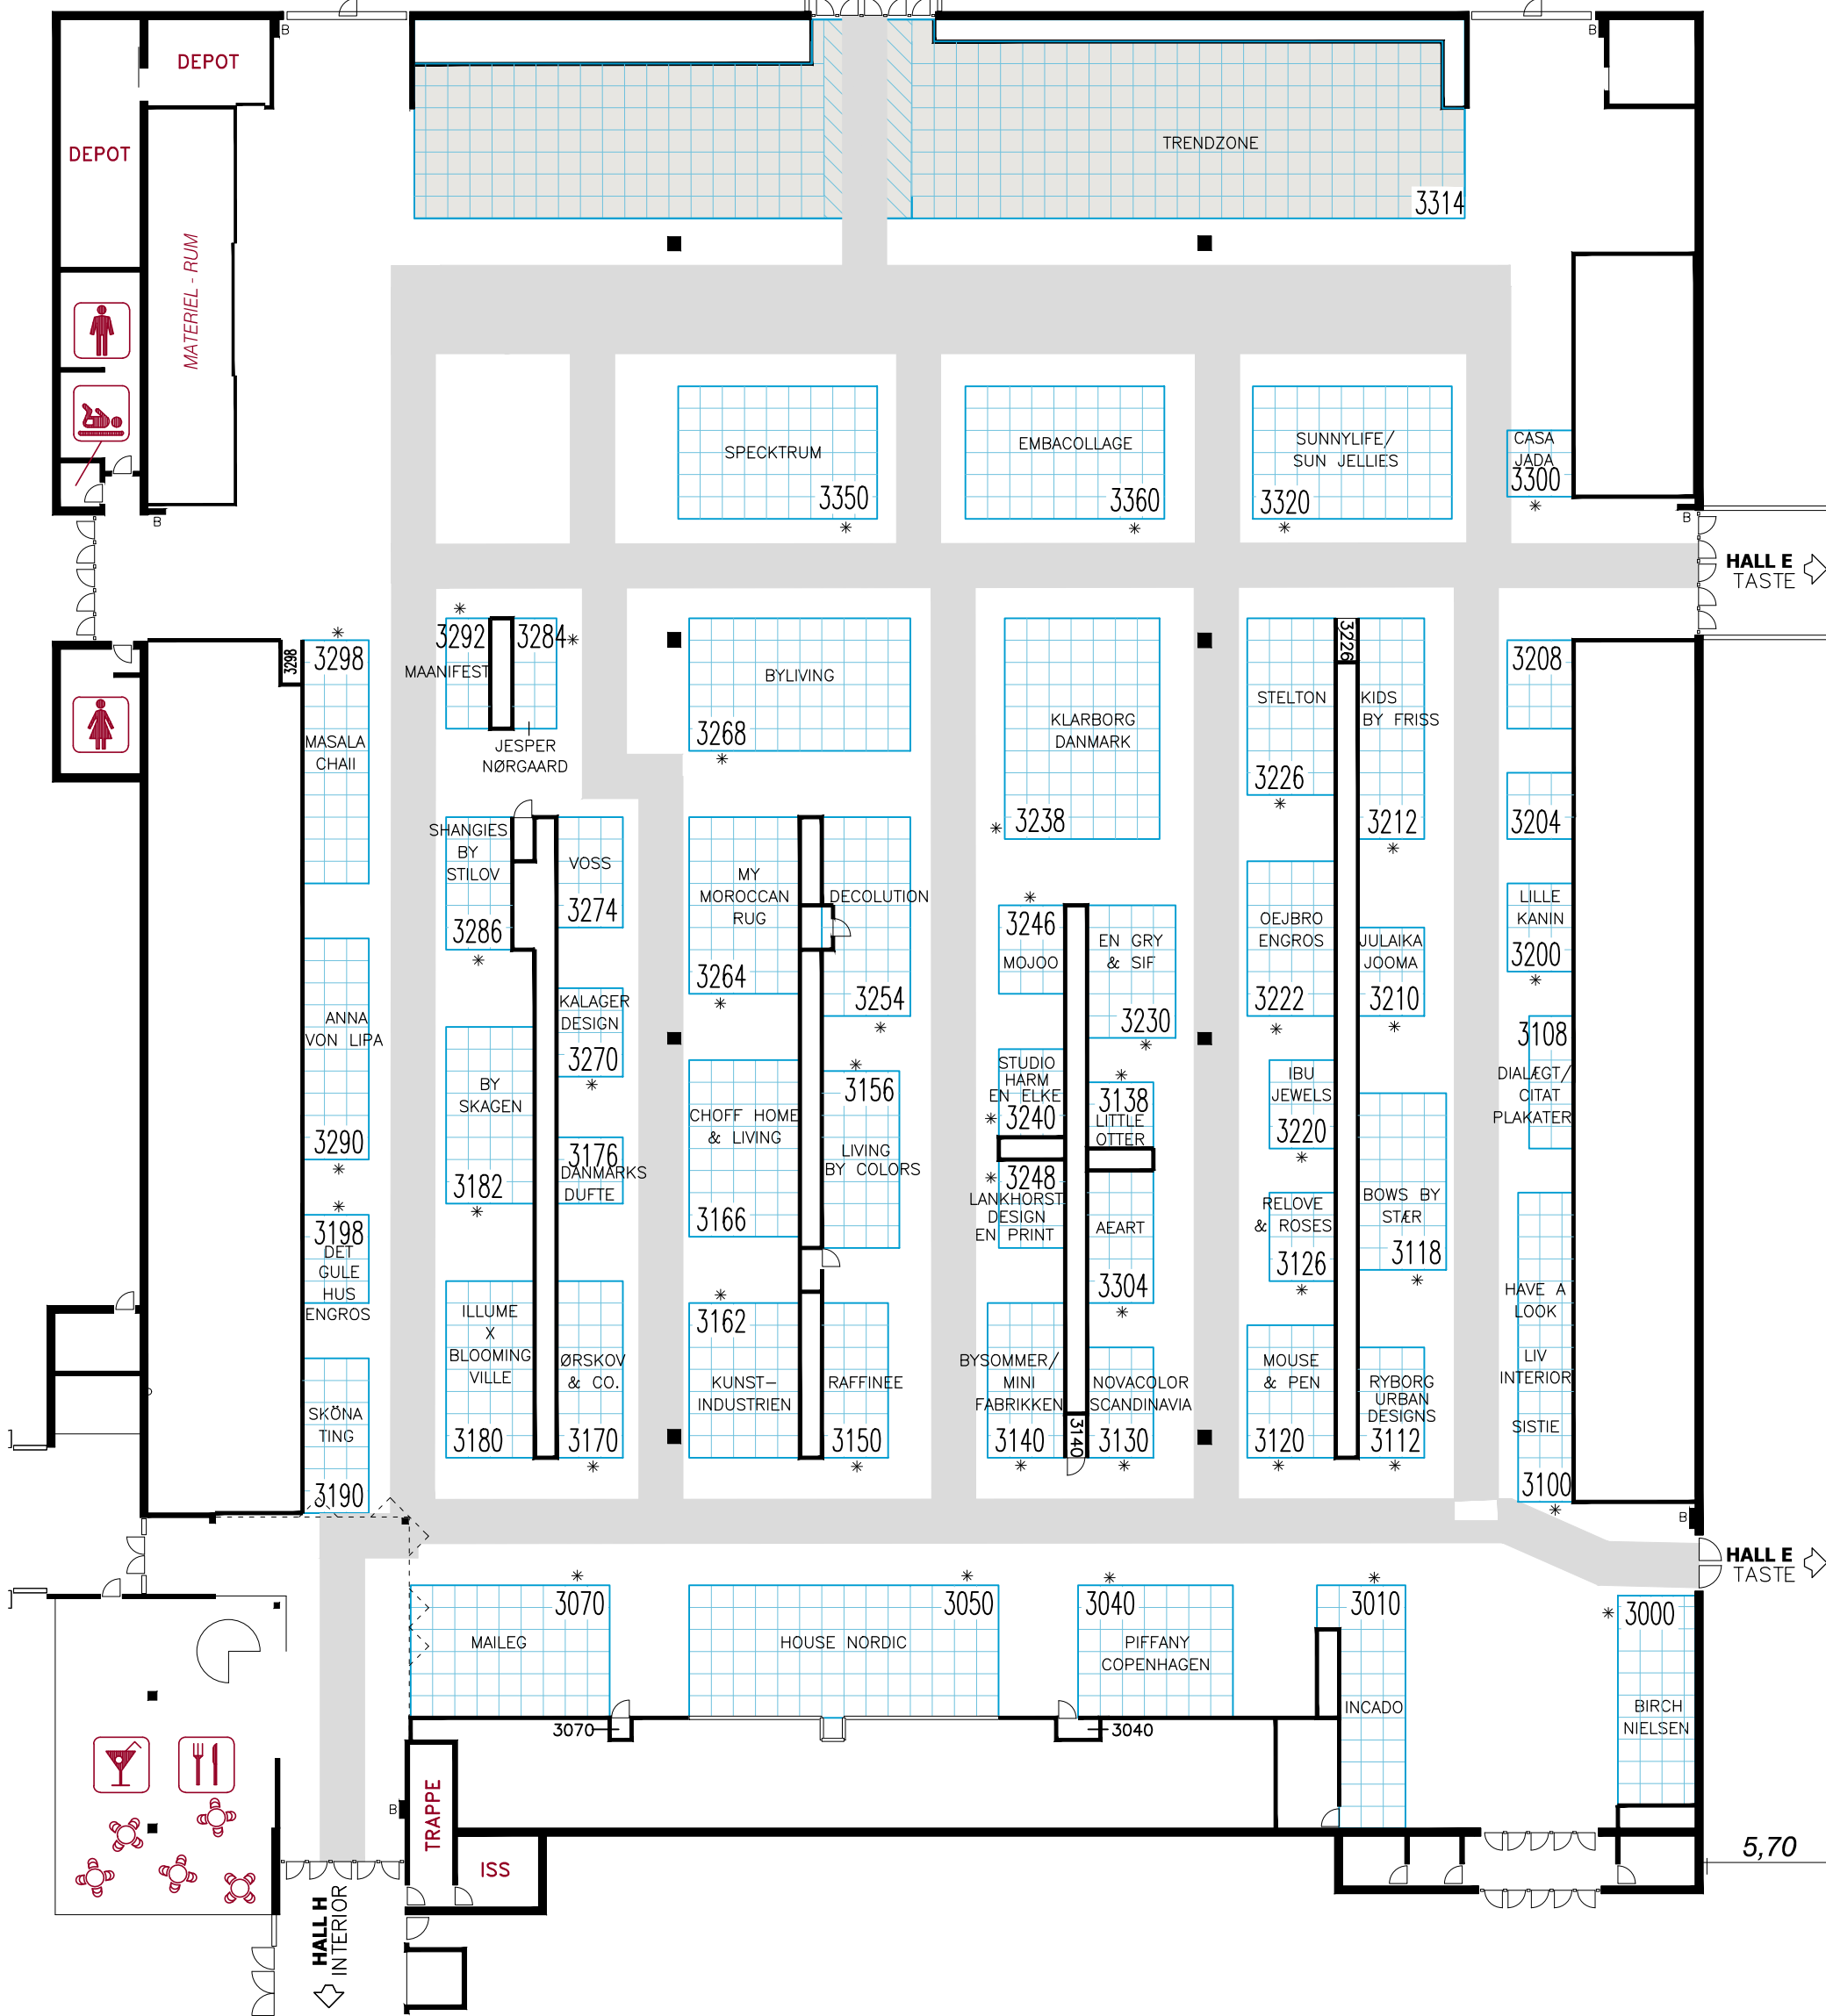 B
B
DEPOT
DEPOT
TRENDZONE
3314
MATERIEL - RUM
SPECKTRUM
3350
EMBACOLLAGE
3360
SUNNYLIFE/
SUN JELLIES
3320
CASA
JADA
3300
B
B
HALL E
TASTE
3298
3298
MASALA
CHAII
3292
MAANIFEST
3284
JESPER
NØRGAARD
BYLIVING
3268
KLARBORG
DANMARK
3238
STELTON
3226
3226
KIDS
BY FRISS
3212
3208
3204
SHANGIES
BY
STILOV
3286
VOSS
3274
MY
MOROCCAN
RUG
3264
DECOLUTION
3254
3246
MOJOO
EN GRY
& SIF
3230
OEJBRO
ENGROS
3222
JULAIKA
JOOMA
3210
LILLE
KANIN
3200
ANNA
VON LIPA
3290
KALAGER
DESIGN
3270
BY
SKAGEN
3182
3176
DANMARKS
DUFTE
CHOFF HOME
& LIVING
3166
3156
LIVING
BY COLORS
STUDIO
HARM
EN ELKE
3240
3138
LITTLE
OTTER
3248
LANKHORST
DESIGN
EN PRINT
AEART
3304
IBU
JEWELS
3220
RELOVE
& ROSES
3126
BOWS BY
STÆR
3118
3108
DIALÆGT/
CITAT
PLAKATER
3198
DET
GULE
HUS
ENGROS
SKÖNA
TING
3190
ILLUME
X
BLOOMING
VILLE
3180
ØRSKOV
& CO.
3170
3162
KUNST-
INDUSTRIEN
RAFFINEE
3150
BYSOMMER/
MINI
FABRIKKEN
3140
3140
NOVACOLOR
SCANDINAVIA
3130
MOUSE
& PEN
3120
RYBORG
URBAN
DESIGNS
3112
HAVE A
LOOK
LIV
INTERIOR
SISTIE
3100
B
HALL E
TASTE
3070
MAILEG
3050
HOUSE NORDIC
3040
PIFFANY
COPENHAGEN
3010
INCADO
3000
BIRCH
NIELSEN
3070
3040
B
TRAPPE
ISS
5,70
HALL H
INTERIOR